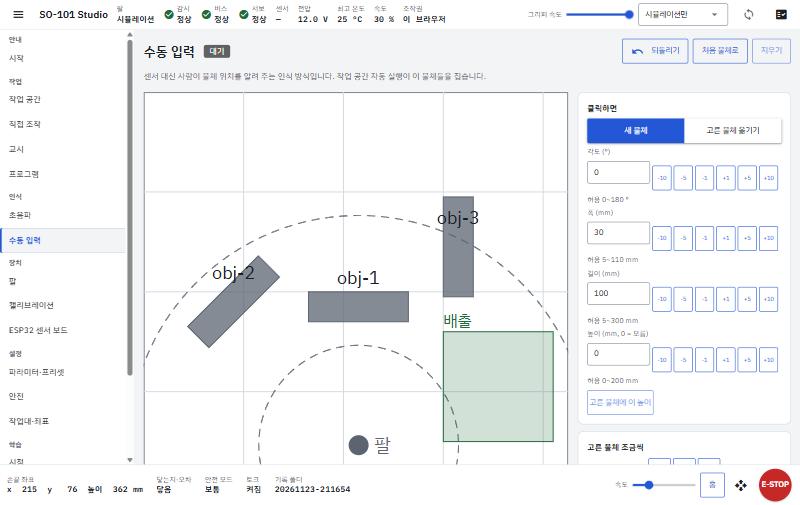 SO-101 Studio
팔
시뮬레이션
감시
정상
버스
정상
서보
정상
센서
—
전압
12.0 V
최고 온도
25 °C
속도
30 %
조작권
이 브라우저
그리퍼 속도
시뮬레이션만
안내
시작
작업
작업 공간
직접 조작
교시
프로그램
인식
초음파
수동 입력
장치
팔
캘리브레이션
ESP32 센서 보드
설정
파라미터·프리셋
안전
작업대·좌표
학습
시작
수동 입력
대기
되돌리기
처음 물체로
지우기
센서 대신 사람이 물체 위치를 알려 주는 인식 방식입니다. 작업 공간 자동 실행이 이 물체들을 집습니다.
obj-3
obj-2
obj-1
배출
팔
클릭하면
새 물체
고른 물체 옮기기
각도 (°)
0
-10
-5
-1
+1
+5
+10
허용 0~180 °
폭 (mm)
30
-10
-5
-1
+1
+5
+10
허용 5~110 mm
길이 (mm)
100
-10
-5
-1
+1
+5
+10
허용 5~300 mm
높이 (mm, 0 = 모름)
0
-10
-5
-1
+1
+5
+10
허용 0~200 mm
고른 물체에 이 높이
고른 물체 조금씩
손끝 좌표
x 215 y 76 높이 362 mm
닿는지·오차
닿음
안전 모드
보통
토크
켜짐
기록 폴더
20261123-211654
속도
홈
E-STOP